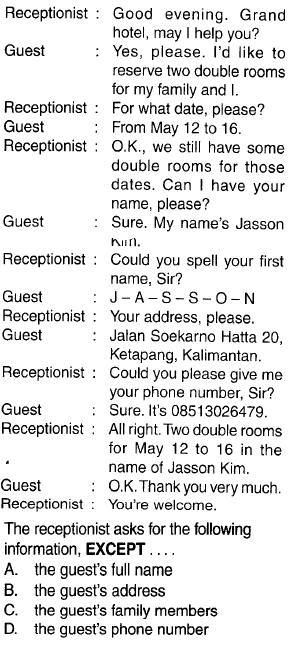 Receptionist : Good evening. Grand
hotel, may I help you?
Guest : Yes, please. I'd like to
reserve two double rooms
for my family and I.
Receptionist : For what date, please?
Guest : From May 12 to 16.
Receptionist : O.K., we still have some
double rooms for those
dates. Can I have your
name, please?
Guest : Sure. My name's Jasson
Receptionist : Could you spell your first
name, Sir?
Guest : J – A – S – S – O – N
Receptionist : Your address, please.
Guest : Jalan Soekarno Hatta 20,
Ketapang, Kalimantan.
Receptionist : Could you please give me
your phone number, Sir?
Guest : Sure. It's 08513026479.
Receptionist : All right. Two double rooms
for May 12 to 16 in the
name of Jasson Kim.
Guest : O.K. Thank you very much.
Receptionist : You're welcome.
The receptionist asks for the following
information, EXCEPT . . . .
A. the guest's full name
B. the guest's address
C. the guest's family members
D. the guest's phone number